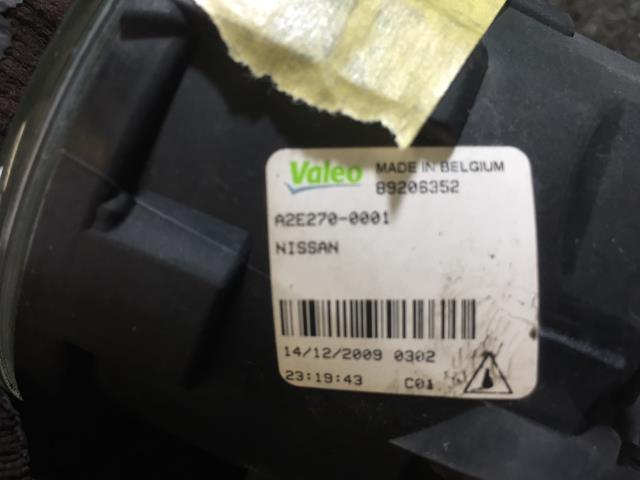 Valeo MADE IN BELGIUM
89206352
A2E270-0001
NISSAN
14/12/2009 0302
23:19:43 C01